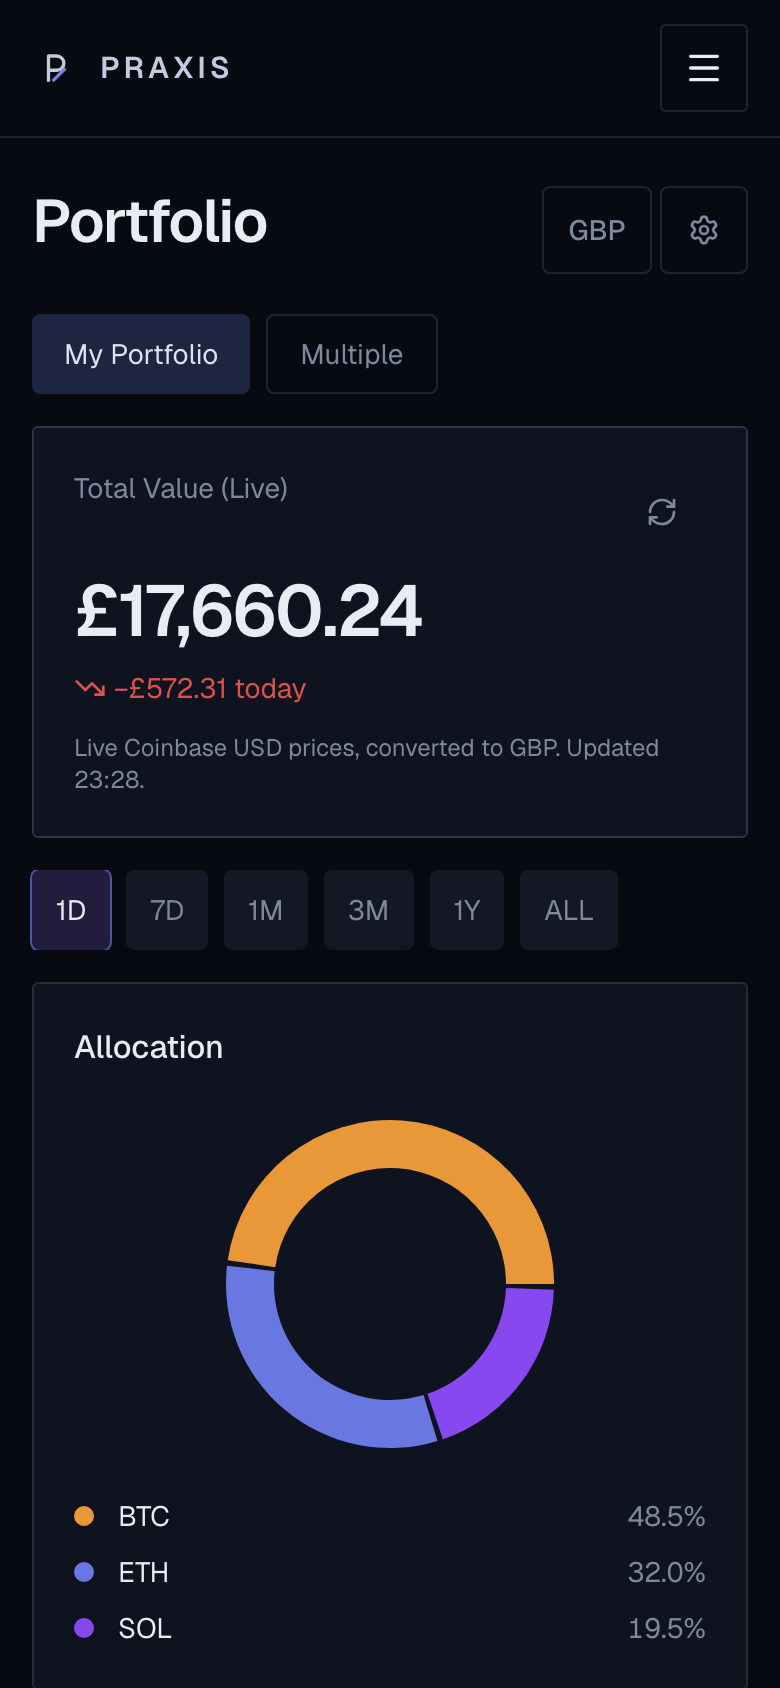 PRAXIS
Portfolio
GBP
My Portfolio
Multiple
Total Value (Live)
£17,660.24
–£572.31 today
Live Coinbase USD prices, converted to GBP. Updated
23:28.
1D 7D 1M 3M 1Y ALL
Allocation
BTC 48.5%
ETH 32.0%
SOL 19.5%